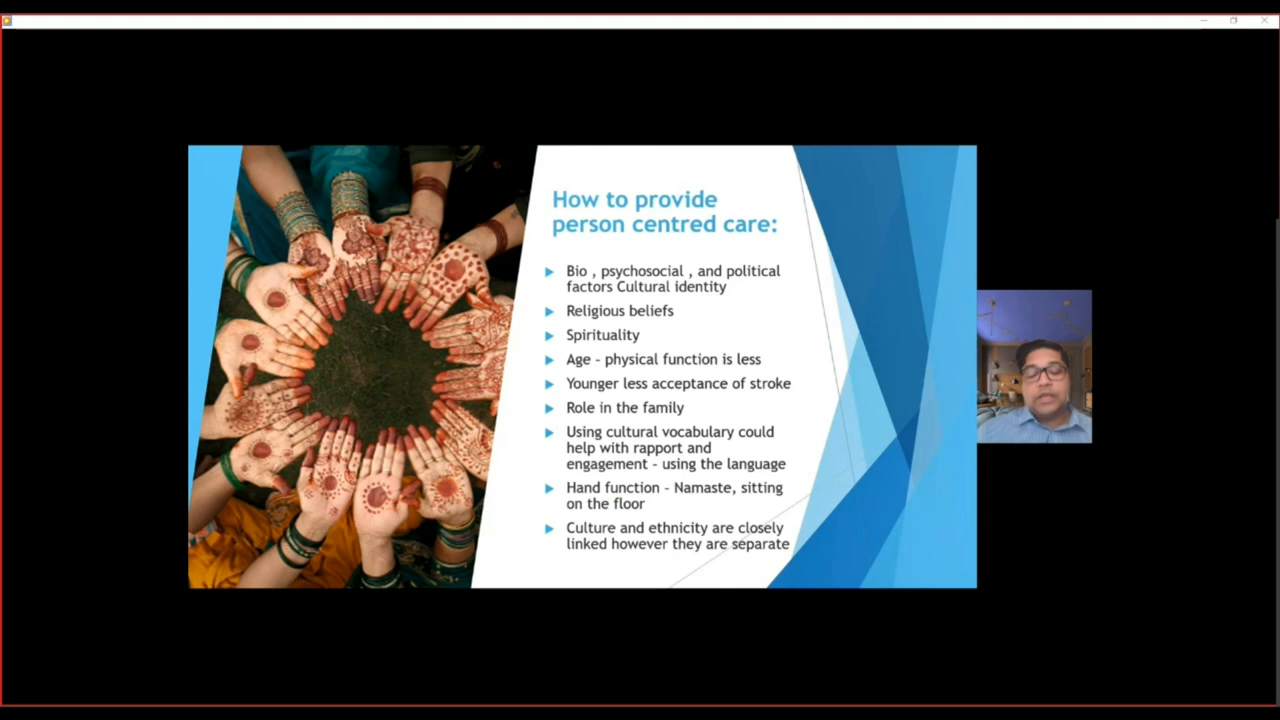 How to provide
person centred care:
Bio , psychosocial , and political
factors Cultural identity
Religious beliefs
Spirituality
Age - physical function is less
Younger less acceptance of stroke
Role in the family
Using cultural vocabulary could
help with rapport and
engagement - using the language
Hand function - Namaste, sitting
on the floor
Culture and ethnicity are closely
linked however they are separate